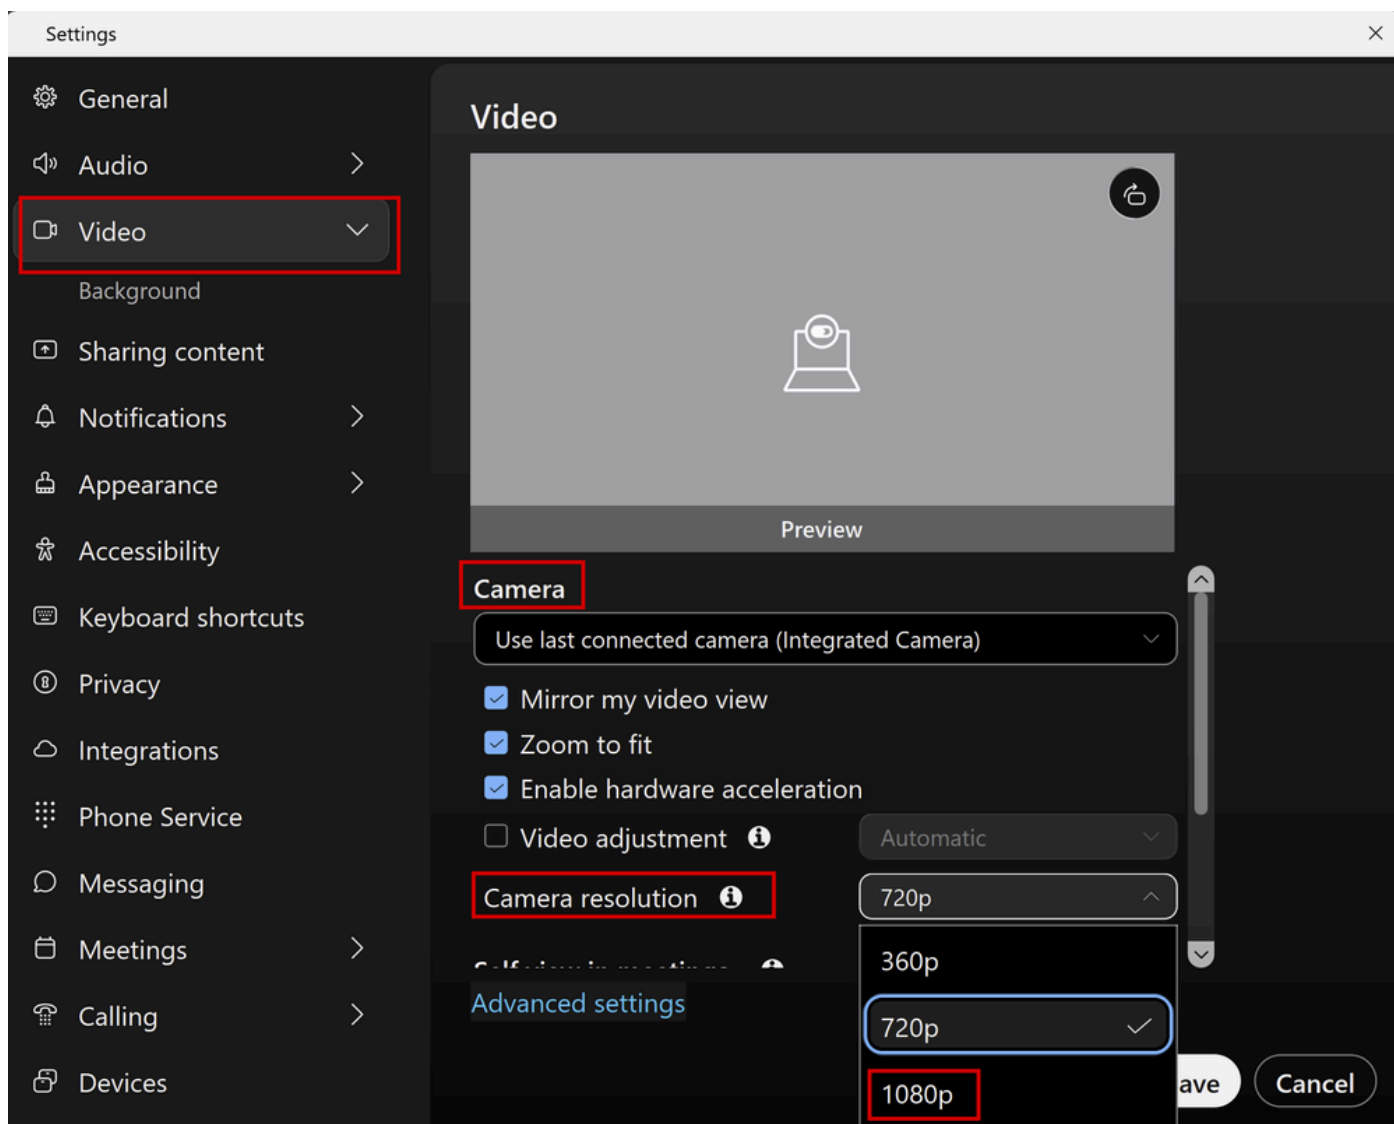 Settings
General
Audio
Video
Background
Sharing content
Notifications
Appearance
Accessibility
Keyboard shortcuts
Privacy
Integrations
Phone Service
Messaging
Meetings
Calling
Devices
Video
Preview
Camera
Use last connected camera (Integrated Camera)
Mirror my video view
Zoom to fit
Enable hardware acceleration
Video adjustment
Automatic
Camera resolution
720p
360p
720p
1080p
Advanced settings
ave
Cancel